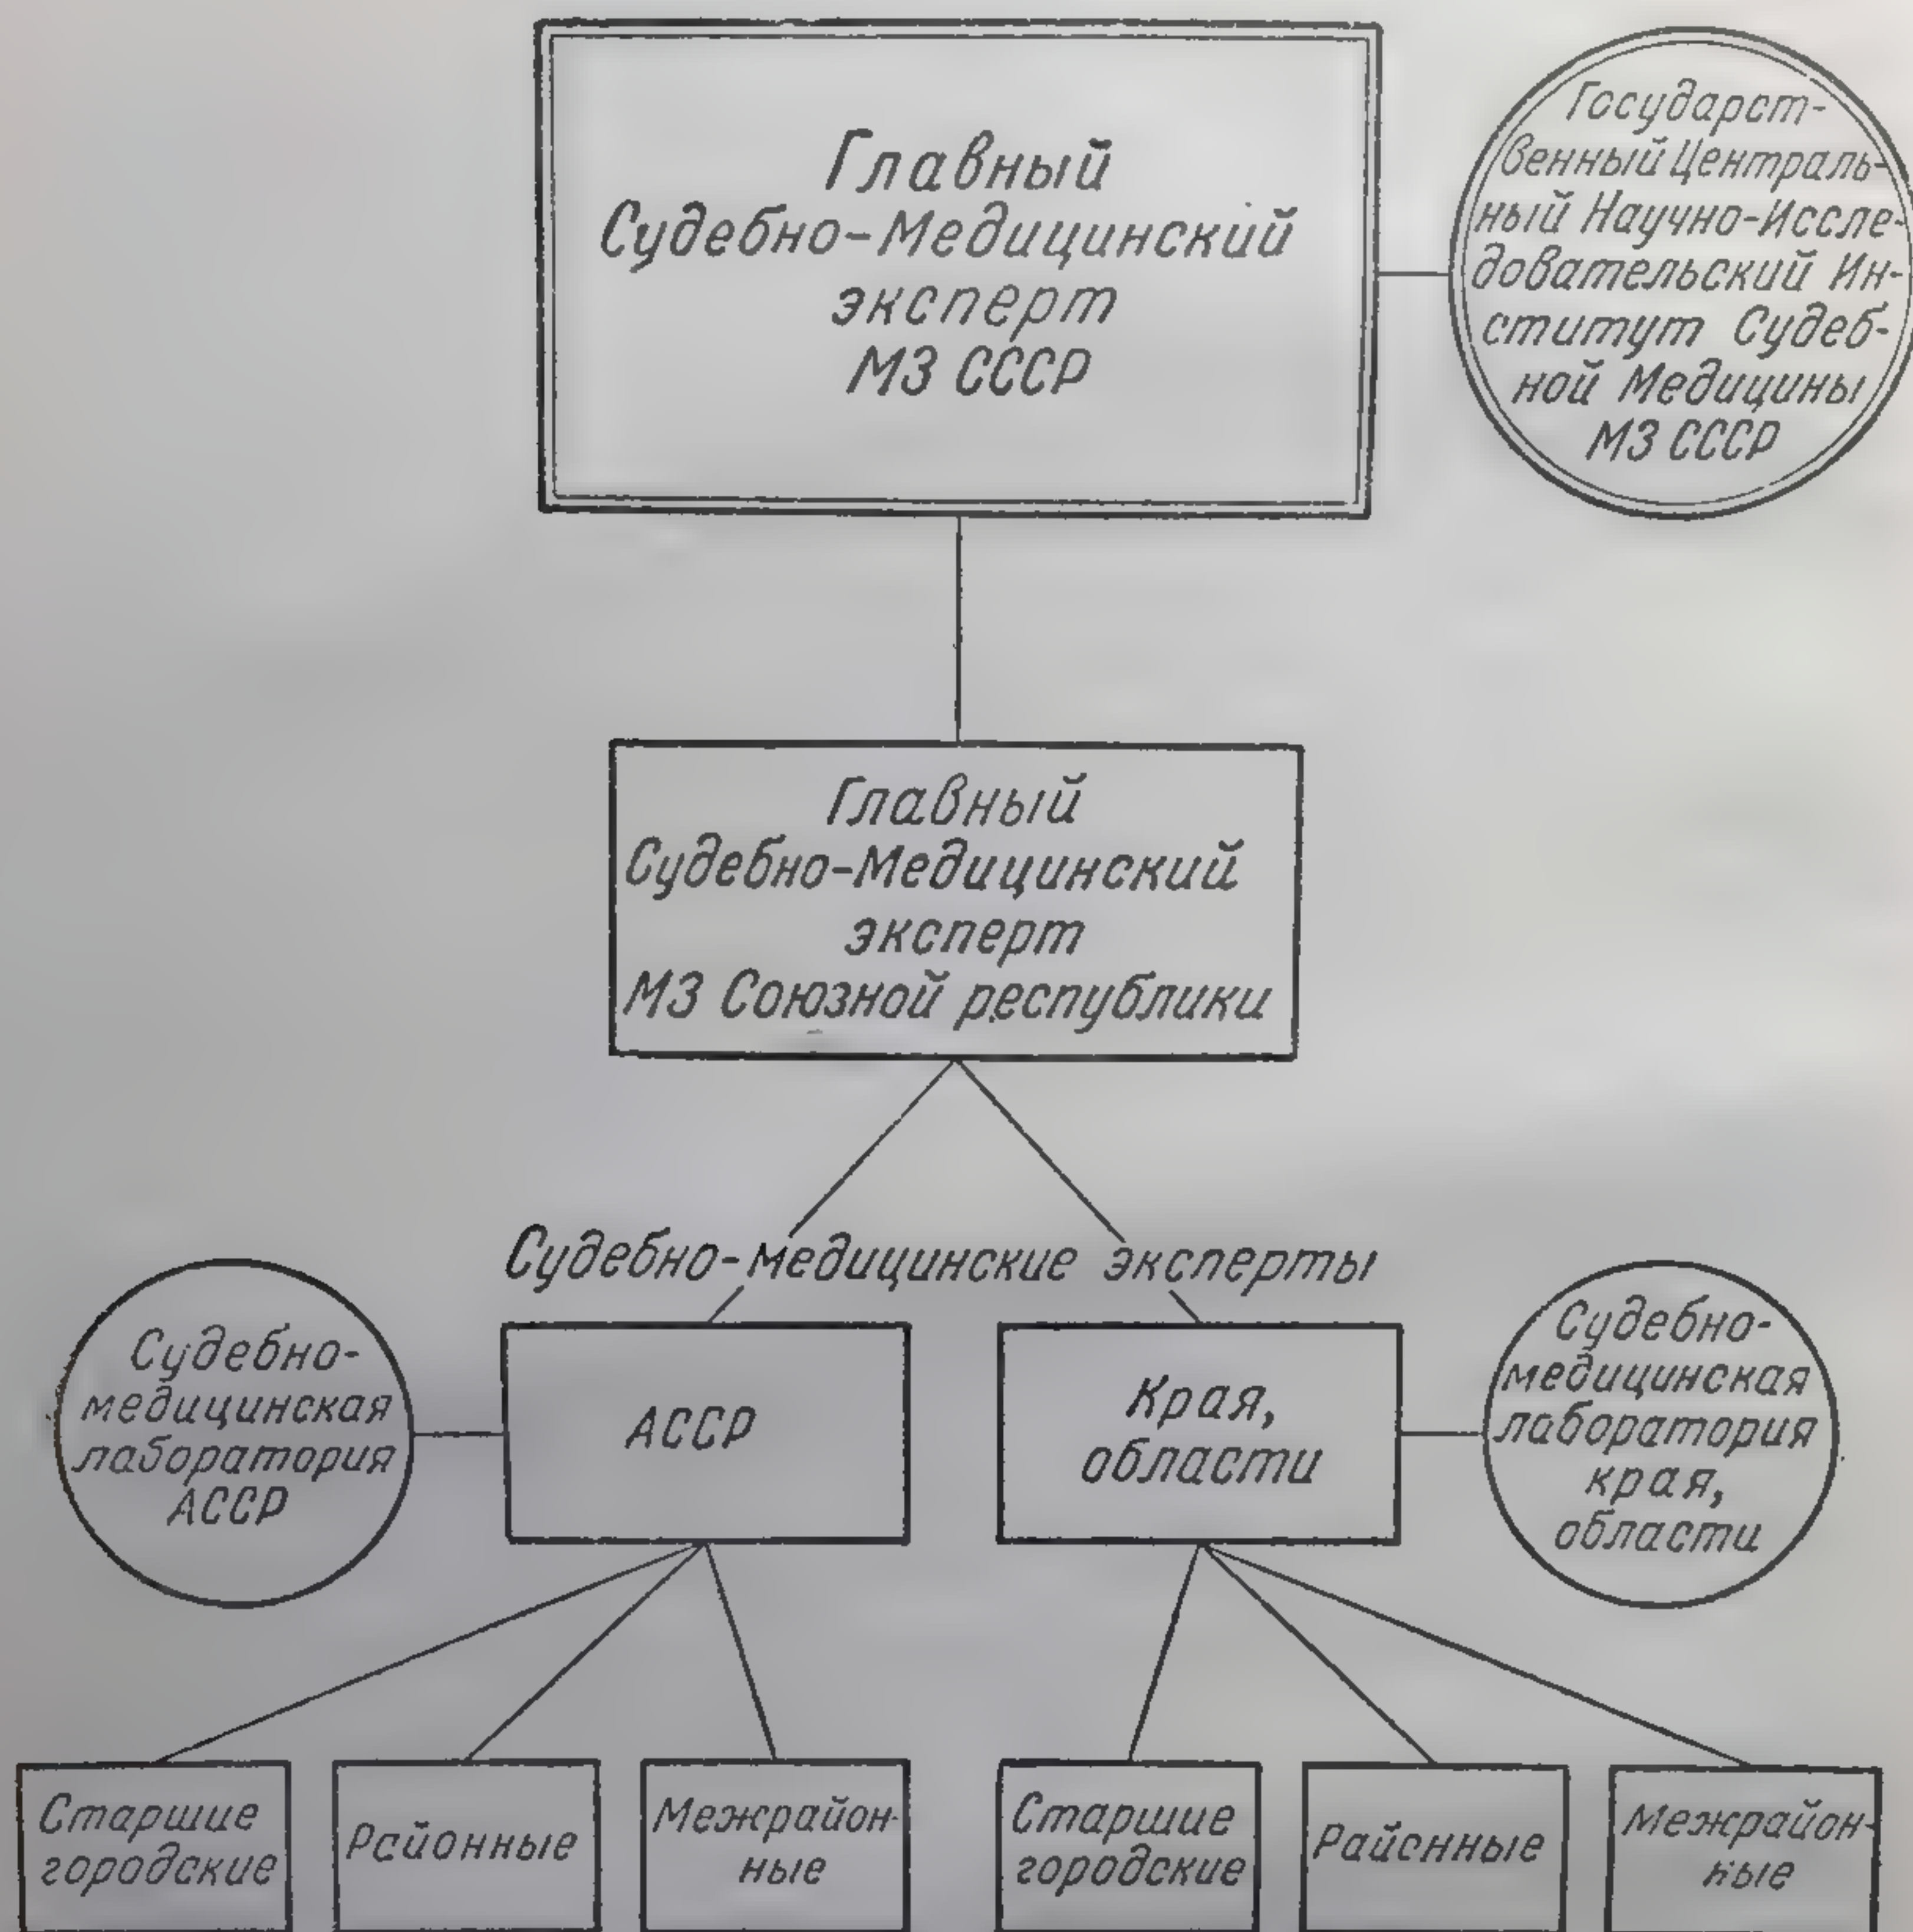 Главный
Судебно-Медицинский
эксперт
МЗ СССР
Государст-
венный Централь-
ный Научно-Иссле-
довательский Ин-
ститут Судеб-
ной Медицины
МЗ СССР
Главный
Судебно-Медицинский
эксперт
МЗ Союзной республики
Судебно-медицинские эксперты
Судебно-
медицинская
лаборатория
АССР
АССР
Края,
области
Судебно-
медицинская
лаборатория
края,
области
Старшие
городские
Районные
Межрайон-
ные
Старшие
городские
Районные
Межрайон-
ные